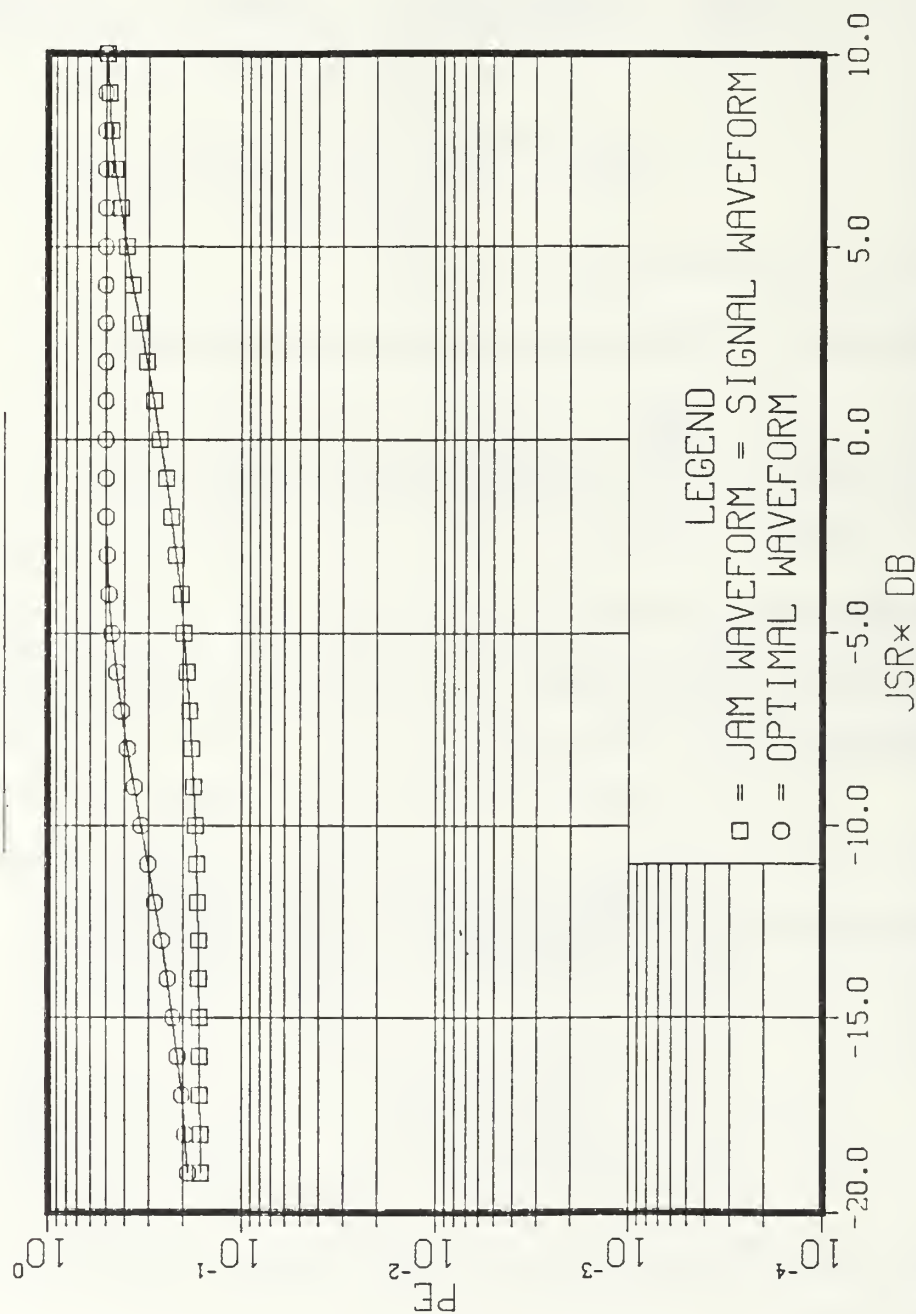 10⁰
10⁻¹
10⁻²
10⁻³
10⁻⁴
PE
-20.0
-15.0
-10.0
-5.0
0.0
5.0
10.0
JSR* DB
LEGEND
□ = JAM WAVEFORM = SIGNAL WAVEFORM
○ = OPTIMAL WAVEFORM